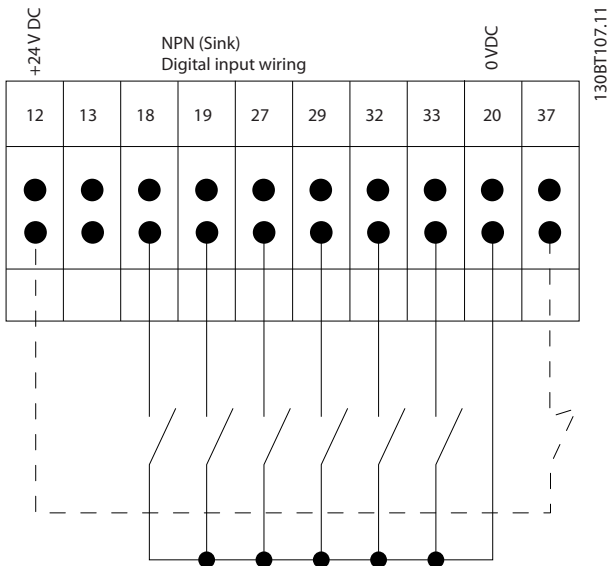 +24 V DC
NPN (Sink)
Digital input wiring
0 VDC
130BT107.11
12 13 18 19 27 29 32 33 20 37